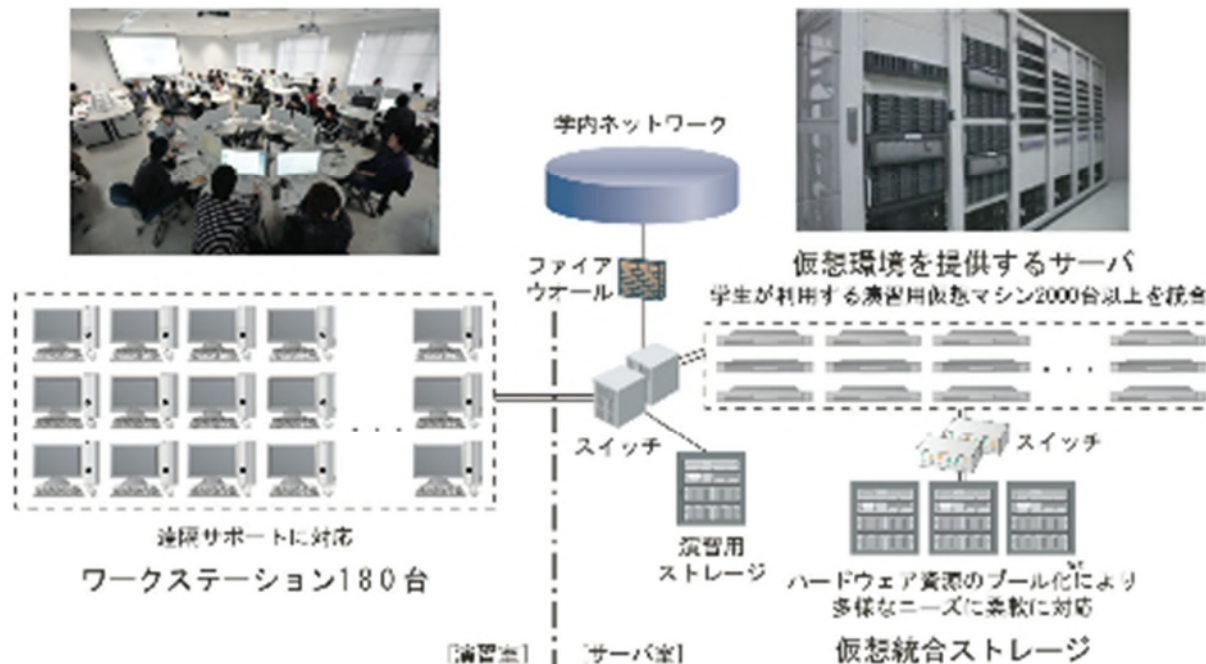 学内ネットワーク
ファイア
ウオール
仮想環境を提供するサーバ
学生が利用する演習用仮想マシン2000台以上を統合
スイッチ
スイッチ
遠隔サポートに対応
ワークステーション180台
演習用
ストレージ
ハードウェア資源のプール化により
多様なニーズに柔軟に対応
仮想統合ストレージ
[演習室]
[サーバ室]